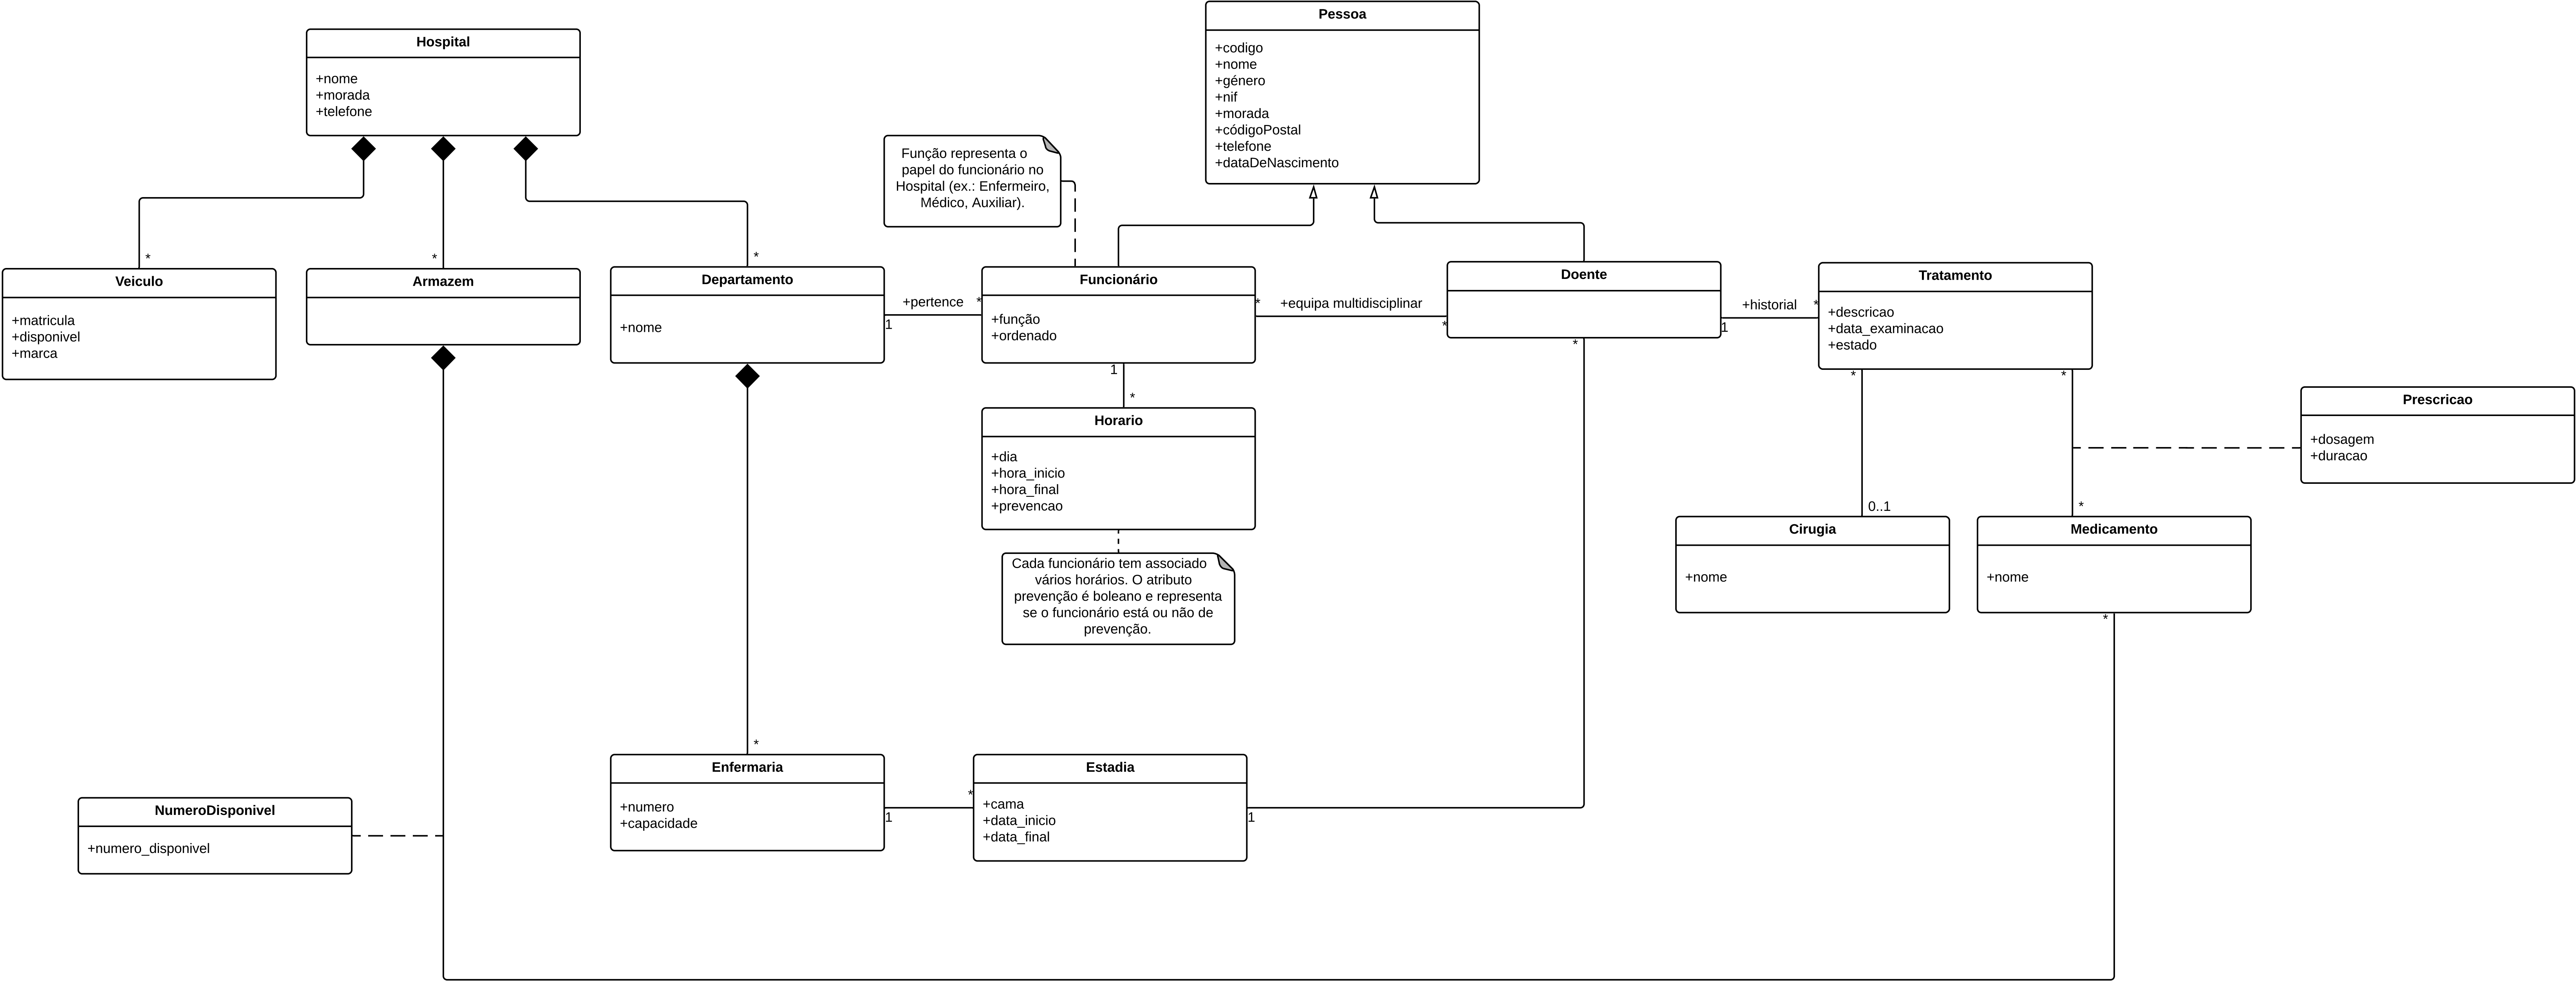 Pessoa
+codigo
+nome
+género
+nif
+morada
+códigoPostal
+telefone
+dataDeNascimento
Hospital
+nome
+morada
+telefone
Função representa o
papel do funcionário no
Hospital (ex.: Enfermeiro,
Médico, Auxiliar).
*
*
*
Veiculo
+matricula
+disponivel
+marca
Armazem
Departamento
+nome
+pertence
*
1
Funcionário
+função
+ordenado
*
+equipa multidisciplinar
*
Doente
+historial
*
1
Tratamento
+descricao
+data_examinacao
+estado
*
1
*
*
*
Horario
+dia
+hora_inicio
+hora_final
+prevencao
Prescricao
+dosagem
+duracao
0..1
*
Cirugia
+nome
Medicamento
+nome
*
Cada funcionário tem associado
vários horários. O atributo
prevenção é boleano e representa
se o funcionário está ou não de
prevenção.
*
Enfermaria
+numero
+capacidade
*
1
Estadia
+cama
+data_inicio
+data_final
1
NumeroDisponivel
+numero_disponivel